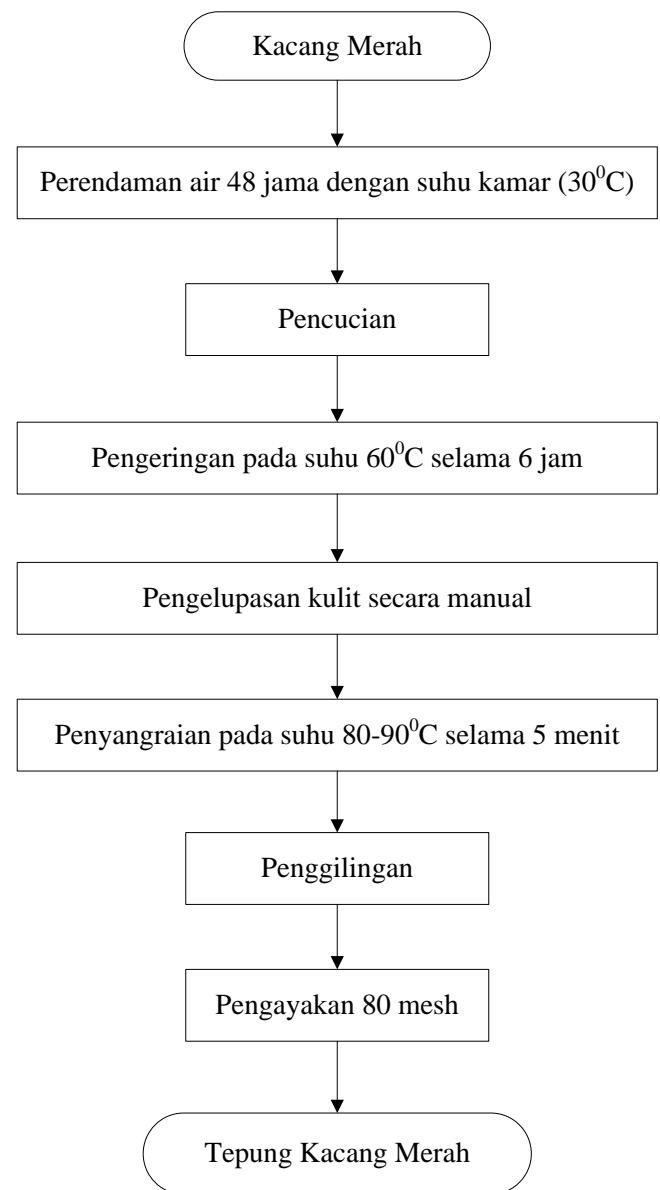 Kacang Merah
Perendaman air 48 jama dengan suhu kamar (30⁰C)
Pencucian
Pengeringan pada suhu 60⁰C selama 6 jam
Pengelupasan kulit secara manual
Penyangraian pada suhu 80-90⁰C selama 5 menit
Penggilingan
Pengayakan 80 mesh
Tepung Kacang Merah